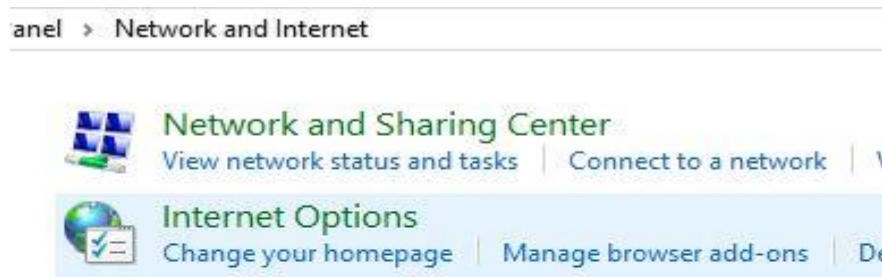 anel > Network and Internet
Network and Sharing Center
View network status and tasks | Connect to a network |
Internet Options
Change your homepage | Manage browser add-ons |